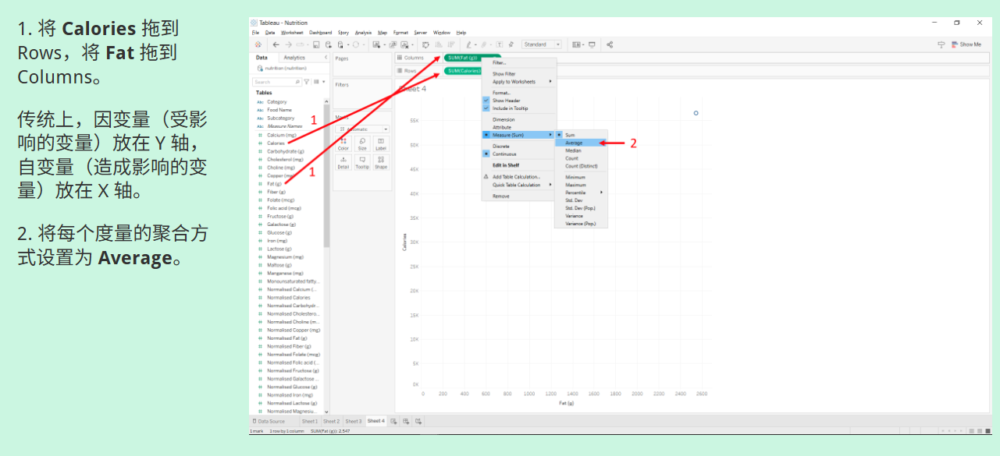 1. 将 Calories 拖到
Rows，将 Fat 拖到
Columns。
传统上，因变量（受影
响的变量）放在 Y 轴，
自变量（造成影响的变
量）放在 X 轴。
2. 将每个度量的聚合方
式设置为 Average。
Tableau - Nutrition
File Data Worksheet Dashboard Story Analysis Map Format Server Window Help
Standard
Show Me
Data Analytics
nutrition (nutrition)
Search
Tables
Abc Category
Abc Food Name
Abc Subcategory
Abc Measure Names
Calcium (mg)
Calories
Carbohydrate (g)
Cholesterol (mg)
Choline (mg)
Copper (mg)
Fat (g)
Fiber (g)
Folate (mcg)
Folic acid (mcg)
Fructose (g)
Galactose (g)
Glucose (g)
Iron (mg)
Lactose (g)
Magnesium (mg)
Maltose (g)
Manganese (mg)
Monounsaturated fatty...
Normalised Calcium (...
Normalised Calories
Normalised Carbohydr...
Normalised Cholestero...
Normalised Choline (m...
Normalised Copper (mg)
Normalised Fat (g)
Normalised Fiber (g)
Normalised Folate (mcg)
Normalised Folic acid (...
Normalised Fructose (g)
Normalised Galactose ...
Normalised Glucose (g)
Normalised Iron (mg)
Normalised Lactose (g)
Normalised Magnesiu...
Pages
Filters
Automatic
Color Size Label
Detail Tooltip Shape
1
1
Columns SUM(Fat (g))
Rows SUM(Calories)
Sheet 4
Filter...
Show Filter
Apply to Worksheets
Format...
Show Header
Include in Tooltip
Dimension
Attribute
Measure (Sum)
Discrete
Continuous
Edit in Shelf
Add Table Calculation...
Quick Table Calculation
Remove
Sum
Average
Median
Count
Count (Distinct)
Minimum
Maximum
Percentile
Std. Dev
Std. Dev (Pop.)
Variance
Variance (Pop.)
2
55K
50K
45K
40K
35K
30K
25K
20K
15K
10K
5K
0K
Calories
0 200 400 600 800 1000 1200 1400 1600 1800 2000 2200 2400 2600
Fat (g)
Data Source Sheet 1 Sheet 2 Sheet 3 Sheet 4
1 mark 1 row by 1 column SUM(Fat (g)): 2,547